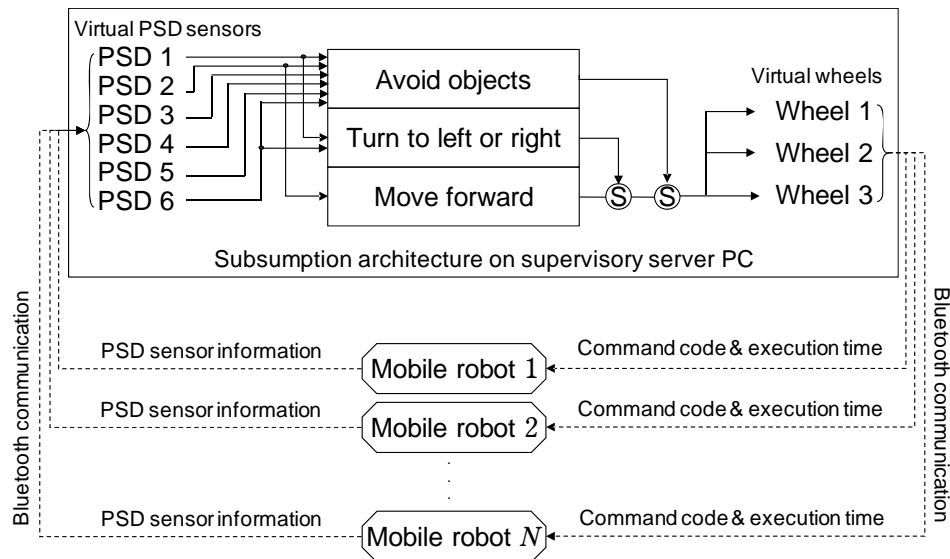 Virtual PSD sensors
PSD 1
PSD 2
PSD 3
PSD 4
PSD 5
PSD 6
Avoid objects
Turn to left or right
Move forward
S
S
Virtual wheels
Wheel 1
Wheel 2
Wheel 3
Subsumption architecture on supervisory server PC
Bluetooth communication
Bluetooth communication
PSD sensor information
Mobile robot 1
Command code & execution time
PSD sensor information
Mobile robot 2
Command code & execution time
PSD sensor information
Mobile robot N
Command code & execution time